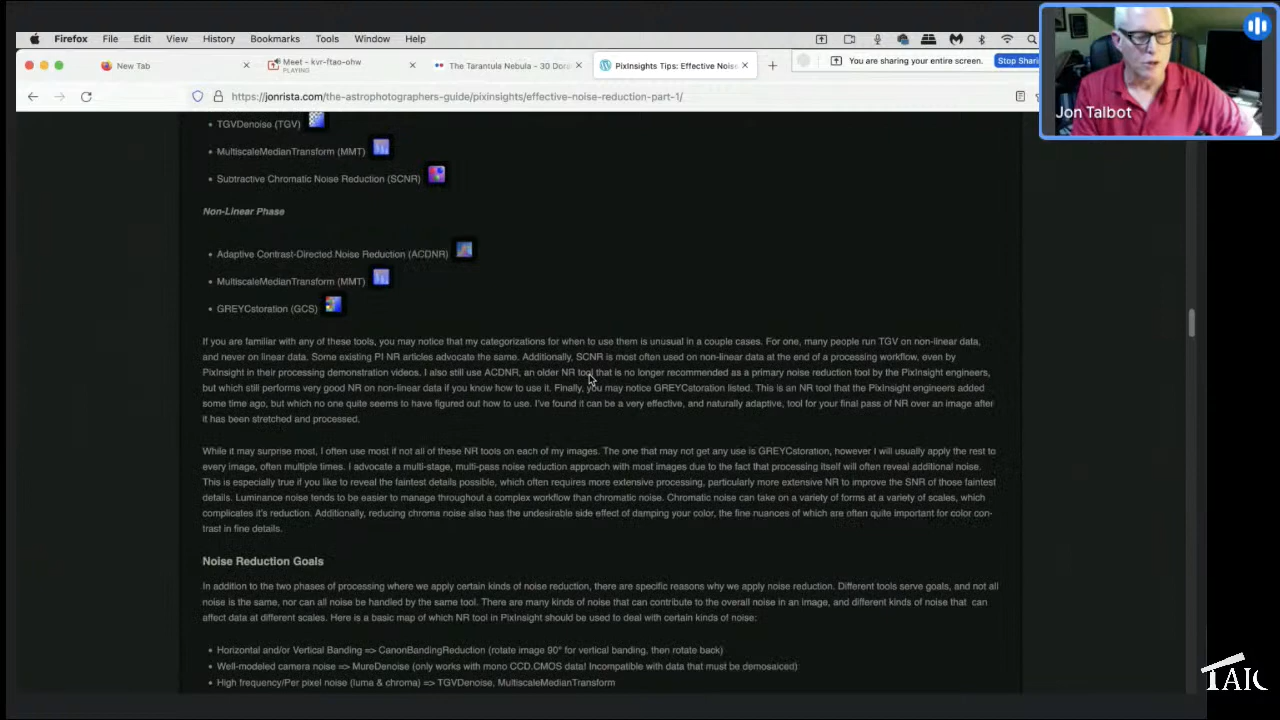 Firefox File Edit View History Bookmarks Tools Window Help
New Tab
Meet - kvr-ftao-ohw
PLAYING
The Tarantula Nebula - 30 Dora
PixInsights Tips: Effective Noise
You are sharing your entire screen.
Stop Shari
https://jonrista.com/the-astrophotographers-guide/pixinsights/effective-noise-reduction-part-1/
Jon Talbot
• TGVDenoise (TGV)
• MultiscaleMedianTransform (MMT)
• Subtractive Chromatic Noise Reduction (SCNR)
Non-Linear Phase
• Adaptive Contrast-Directed Noise Reduction (ACDNR)
• MultiscaleMedianTransform (MMT)
• GREYCstoration (GCS)
If you are familiar with any of these tools, you may notice that my categorizations for when to use them is unusual in a couple cases. For one, many people run TGV on non-linear data,
and never on linear data. Some existing PI NR articles advocate the same. Additionally, SCNR is most often used on non-linear data at the end of a processing workflow, even by
PixInsight in their processing demonstration videos. I also still use ACDNR, an older NR tool that is no longer recommended as a primary noise reduction tool by the PixInsight engineers,
but which still performs very good NR on non-linear data if you know how to use it. Finally, you may notice GREYCstoration listed. This is an NR tool that the PixInsight engineers added
some time ago, but which no one quite seems to have figured out how to use. I've found it can be a very effective, and naturally adaptive, tool for your final pass of NR over an image after
it has been stretched and processed.
While it may surprise most, I often use most if not all of these NR tools on each of my images. The one that may not get any use is GREYCstoration, however I will usually apply the rest to
every image, often multiple times. I advocate a multi-stage, multi-pass noise reduction approach with most images due to the fact that processing itself will often reveal additional noise.
This is especially true if you like to reveal the faintest details possible, which often requires more extensive processing, particularly more extensive NR to improve the SNR of those faintest
details. Luminance noise tends to be easier to manage throughout a complex workflow than chromatic noise. Chromatic noise can take on a variety of forms at a variety of scales, which
complicates it's reduction. Additionally, reducing chroma noise also has the undesirable side effect of damping your color, the fine nuances of which are often quite important for color con-
trast in fine details.
Noise Reduction Goals
In addition to the two phases of processing where we apply certain kinds of noise reduction, there are specific reasons why we apply noise reduction. Different tools serve goals, and not all
noise is the same, nor can all noise be handled by the same tool. There are many kinds of noise that can contribute to the overall noise in an image, and different kinds of noise that can
affect data at different scales. Here is a basic map of which NR tool in PixInsight should be used to deal with certain kinds of noise:
• Horizontal and/or Vertical Banding => CanonBandingReduction (rotate image 90° for vertical banding, then rotate back)
• Well-modeled camera noise => MureDenoise (only works with mono CCD.CMOS data! Incompatible with data that must be demosaiced)
• High frequency/Per pixel noise (luma & chroma) => TGVDenoise, MultiscaleMedianTransform
TAIC